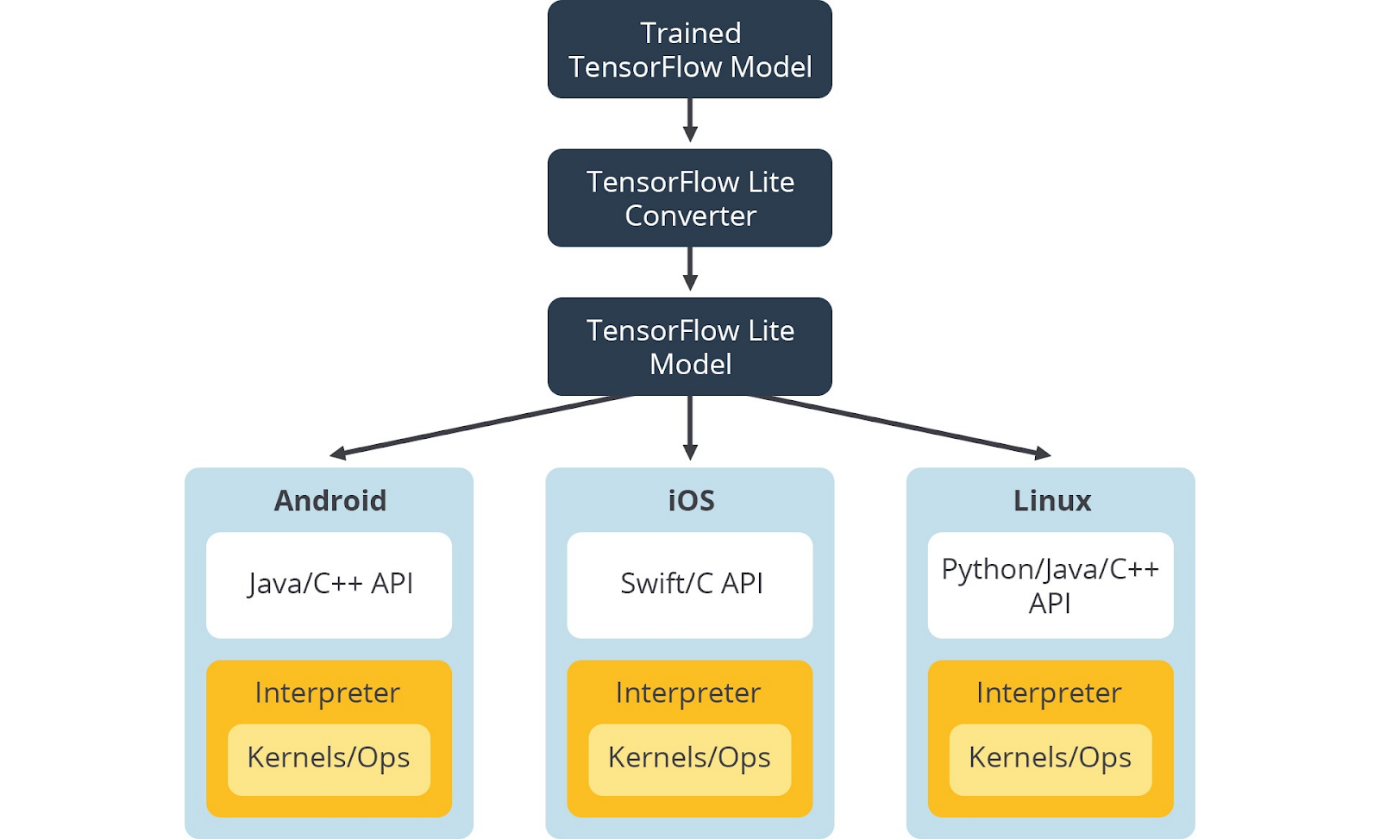 Trained
TensorFlow Model
TensorFlow Lite
Converter
TensorFlow Lite
Model
Android
Java/C++ API
Interpreter
Kernels/Ops
iOS
Swift/C API
Interpreter
Kernels/Ops
Linux
Python/Java/C++
API
Interpreter
Kernels/Ops